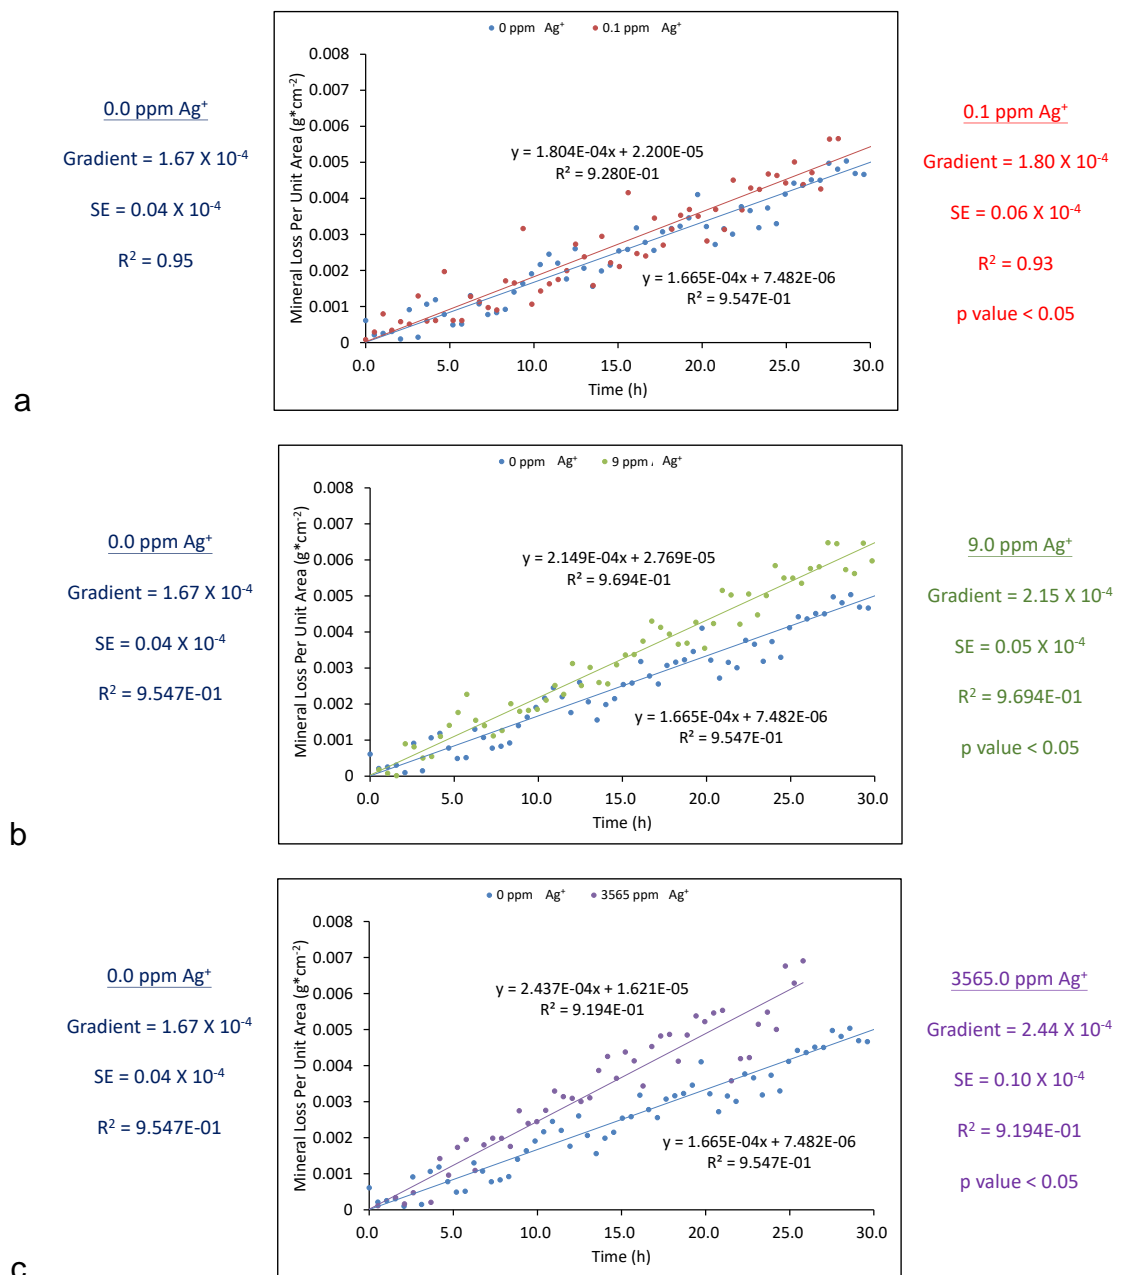 0 ppm Ag⁺ 0.1 ppm Ag⁺
0.008
0.007
0.006
0.005
0.004
0.003
0.002
0.001
0
Mineral Loss Per Unit Area (g*cm⁻²)
y = 1.804E-04x + 2.200E-05
R² = 9.280E-01
y = 1.665E-04x + 7.482E-06
R² = 9.547E-01
0.0 5.0 10.0 15.0 20.0 25.0 30.0
Time (h)
0.0 ppm Ag⁺
Gradient = 1.67 X 10⁻⁴
SE = 0.04 X 10⁻⁴
R² = 0.95
0.1 ppm Ag⁺
Gradient = 1.80 X 10⁻⁴
SE = 0.06 X 10⁻⁴
R² = 0.93
p value < 0.05
a
0 ppm Ag⁺ 9 ppm Ag⁺
0.008
0.007
0.006
0.005
0.004
0.003
0.002
0.001
0
Mineral Loss Per Unit Area (g*cm⁻²)
y = 2.149E-04x + 2.769E-05
R² = 9.694E-01
y = 1.665E-04x + 7.482E-06
R² = 9.547E-01
0.0 5.0 10.0 15.0 20.0 25.0 30.0
Time (h)
0.0 ppm Ag⁺
Gradient = 1.67 X 10⁻⁴
SE = 0.04 X 10⁻⁴
R² = 9.547E-01
9.0 ppm Ag⁺
Gradient = 2.15 X 10⁻⁴
SE = 0.05 X 10⁻⁴
R² = 9.694E-01
p value < 0.05
b
0 ppm Ag⁺ 3565 ppm Ag⁺
0.008
0.007
0.006
0.005
0.004
0.003
0.002
0.001
0
Mineral Loss Per Unit Area (g*cm⁻²)
y = 2.437E-04x + 1.621E-05
R² = 9.194E-01
y = 1.665E-04x + 7.482E-06
R² = 9.547E-01
0.0 5.0 10.0 15.0 20.0 25.0 30.0
Time (h)
0.0 ppm Ag⁺
Gradient = 1.67 X 10⁻⁴
SE = 0.04 X 10⁻⁴
R² = 9.547E-01
3565.0 ppm Ag⁺
Gradient = 2.44 X 10⁻⁴
SE = 0.10 X 10⁻⁴
R² = 9.194E-01
p value < 0.05
c